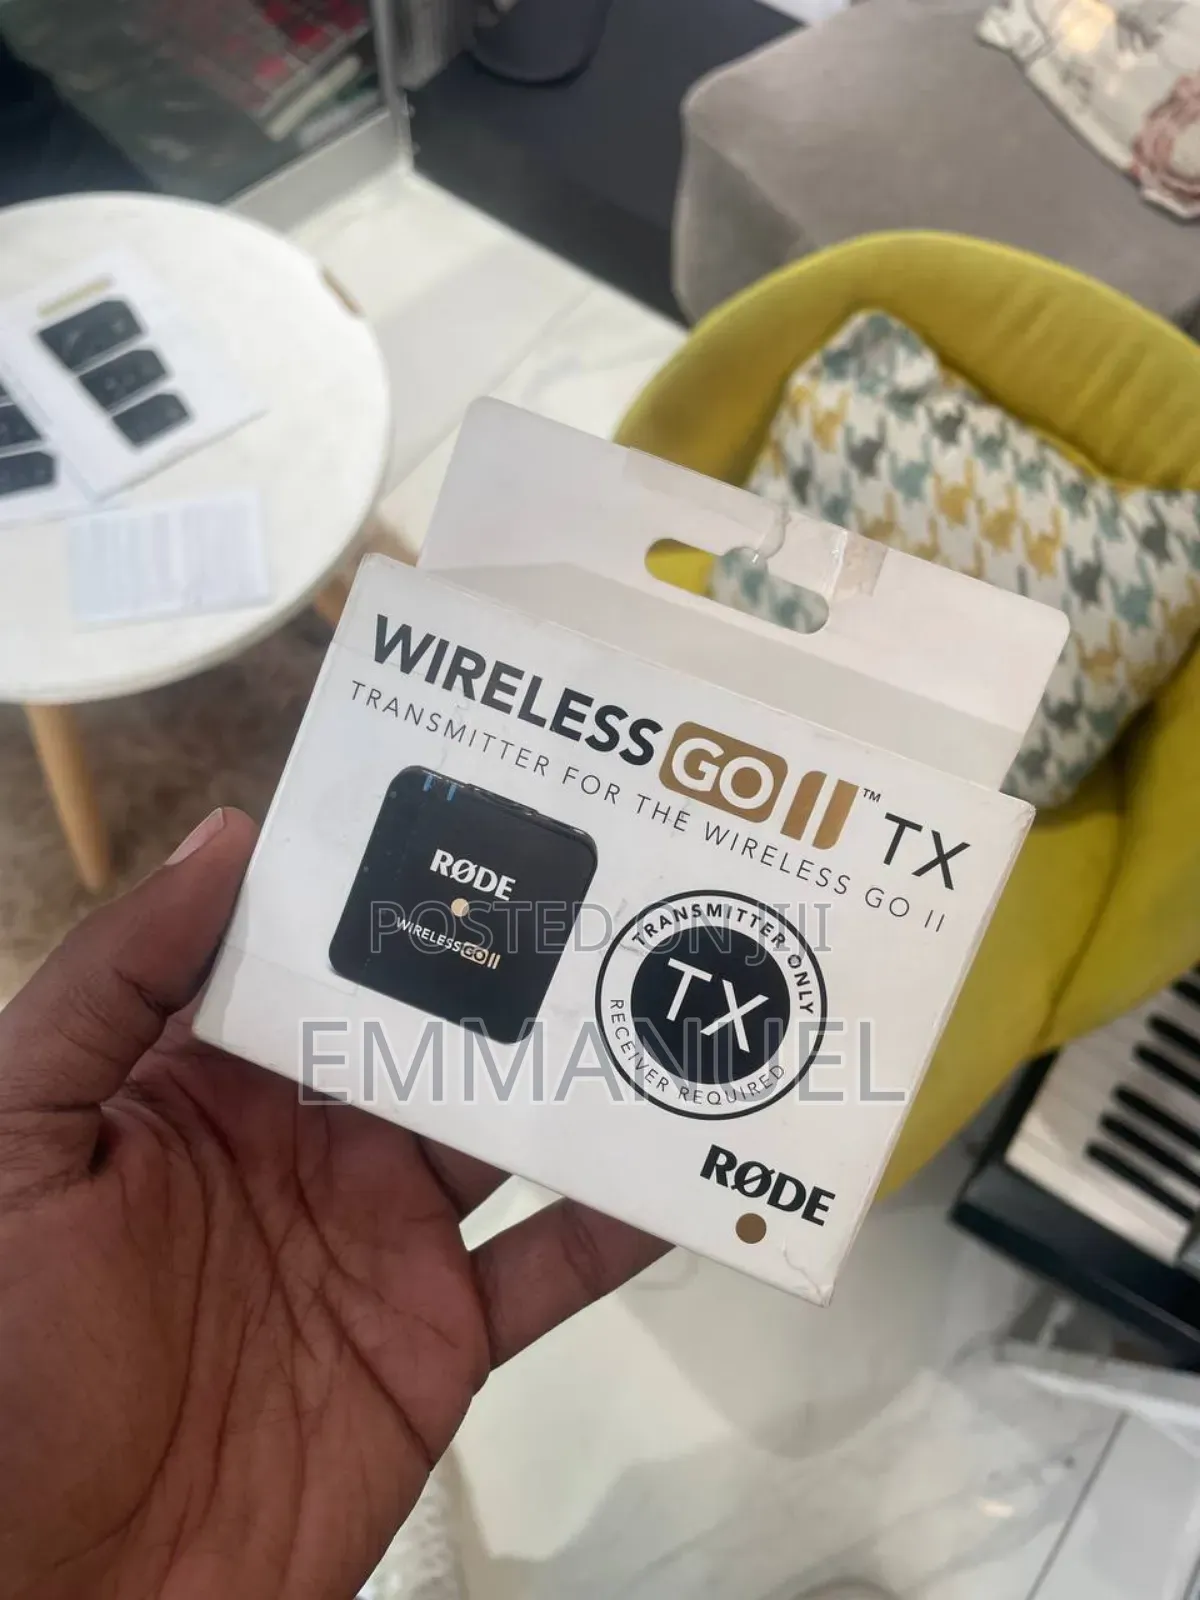 WIRELESS GO II™ TX
TRANSMITTER FOR THE WIRELESS GO II
RØDE
WIRELESS GO II
TRANSMITTER ONLY
TX
RECEIVER REQUIRED
RØDE
POSTED ON JIJI
EMMANUEL